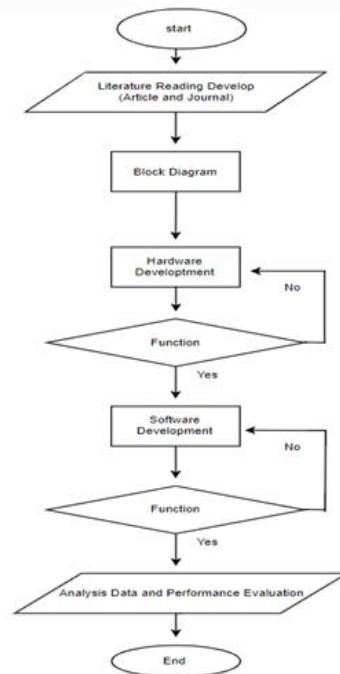 start
Literature Reading Develop
(Article and Journal)
Block Diagram
Hardware
Developtment
No
Function
Yes
Software
Development
No
Function
Yes
Analysis Data and Performance Evaluation
End